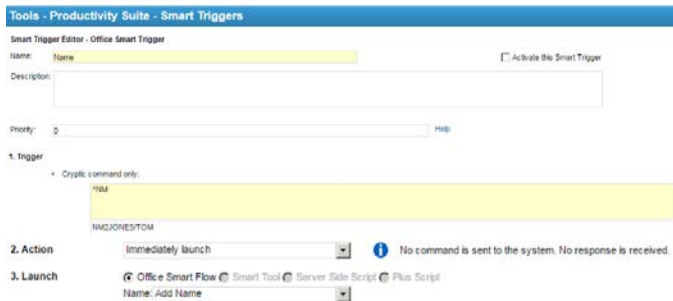 Tools - Productivity Suite - Smart Triggers
Smart Trigger Editor - Office Smart Trigger
Name: Name Activate this Smart Trigger
Description:
Priority: 0 Help
1. Trigger
• Cryptic command only:
^NM
NM2JONES/TOM
2. Action Immediately launch No command is sent to the system. No response is received.
3. Launch Office Smart Flow Smart Tool Server Side Script Plus Script
Name: Add Name